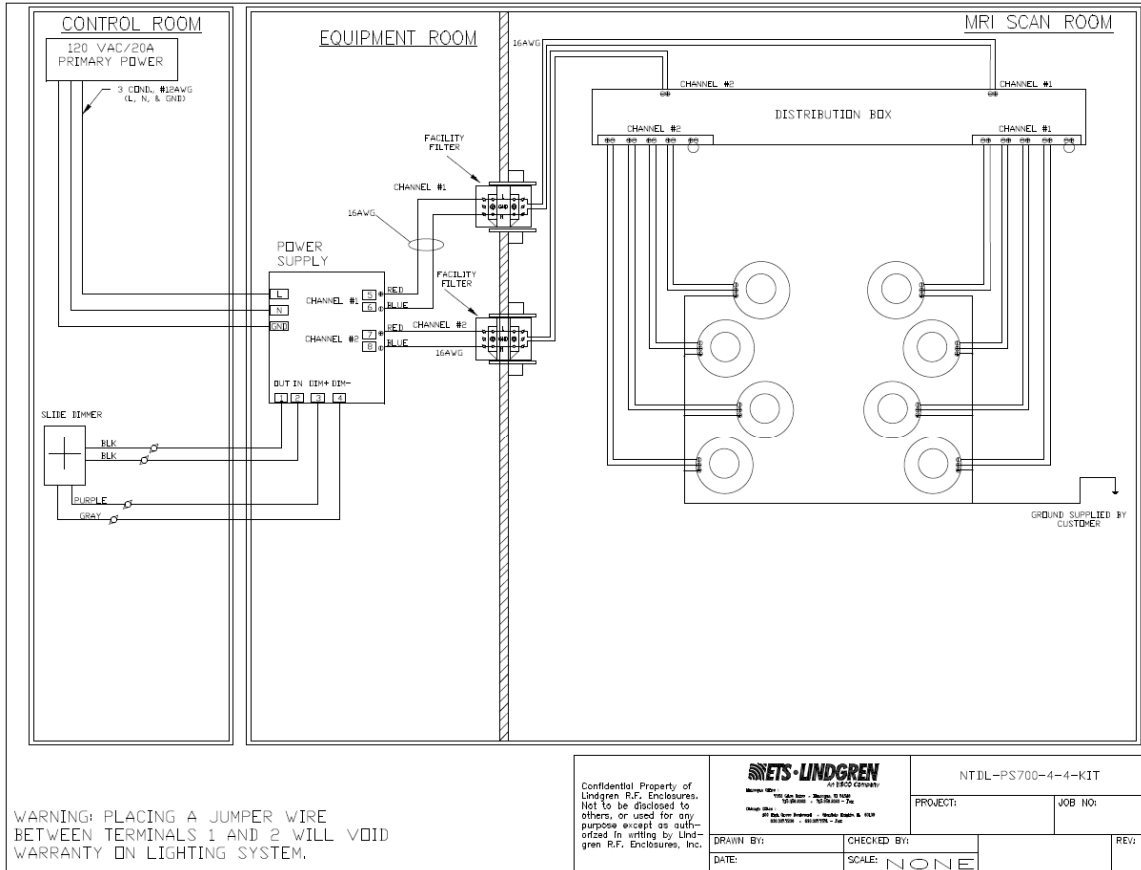 CONTROL ROOM
120 VAC/20A
PRIMARY POWER
3 COND, #12AWG
(L, N, & GND)
EQUIPMENT ROOM
MRI SCAN ROOM
16AWG
CHANNEL #2
CHANNEL #1
DISTRIBUTION BOX
CHANNEL #2
CHANNEL #1
FACILITY
FILTER
CHANNEL #1
L
GND
N
16AWG
POWER
SUPPLY
FACILITY
FILTER
L
N
GND
CHANNEL #1
5
RED
6
BLUE
CHANNEL #2
7
RED
8
BLUE
CHANNEL #2
16AWG
L
GND
N
OUT IN DIM+ DIM-
1 2 3 4
SLIDE DIMMER
BLK
BLK
PURPLE
GRAY
GROUND SUPPLIED BY
CUSTOMER
WARNING: PLACING A JUMPER WIRE
BETWEEN TERMINALS 1 AND 2 WILL VOID
WARRANTY ON LIGHTING SYSTEM.
Confidential Property of
Lindgren R.F. Enclosures.
Not to be disclosed to
others, or used for any
purpose except as auth-
orized in writing by Lind-
gren R.F. Enclosures, Inc.
ETS·LINDGREN
An ESCO Company
NTDL-PS700-4-4-KIT
PROJECT:
JOB NO:
DRAWN BY:
CHECKED BY:
REV:
DATE:
SCALE: NONE